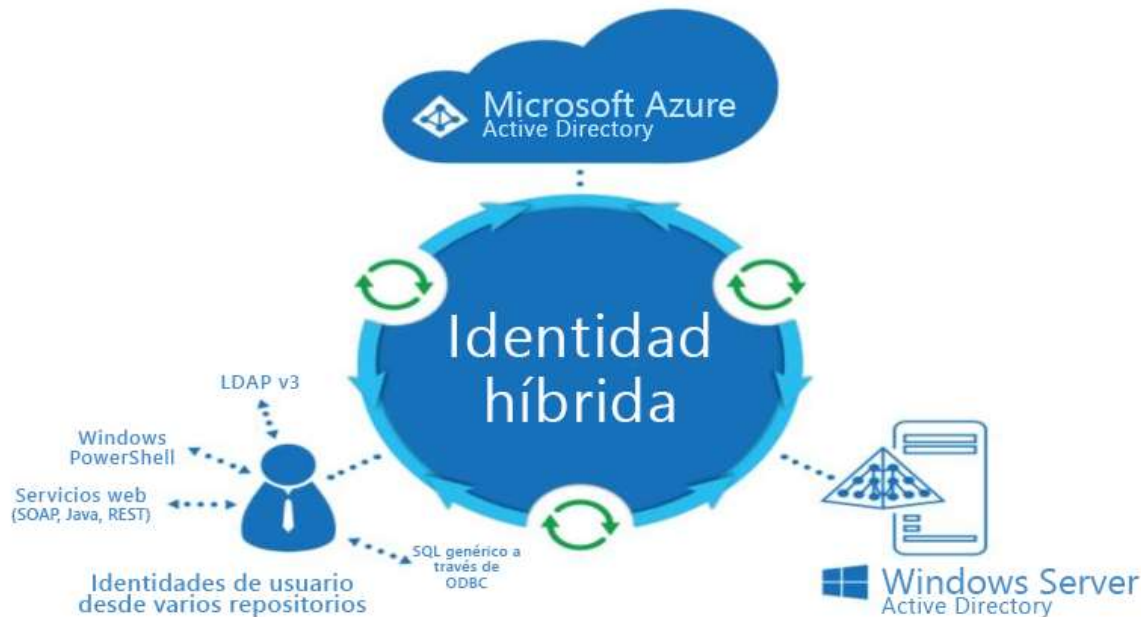 Microsoft Azure
Active Directory
Identidad
híbrida
LDAP v3
Windows
PowerShell
Servicios web
(SOAP, Java, REST)
SQL genérico a
través de
ODBC
Identidades de usuario
desde varios repositorios
Windows Server
Active Directory